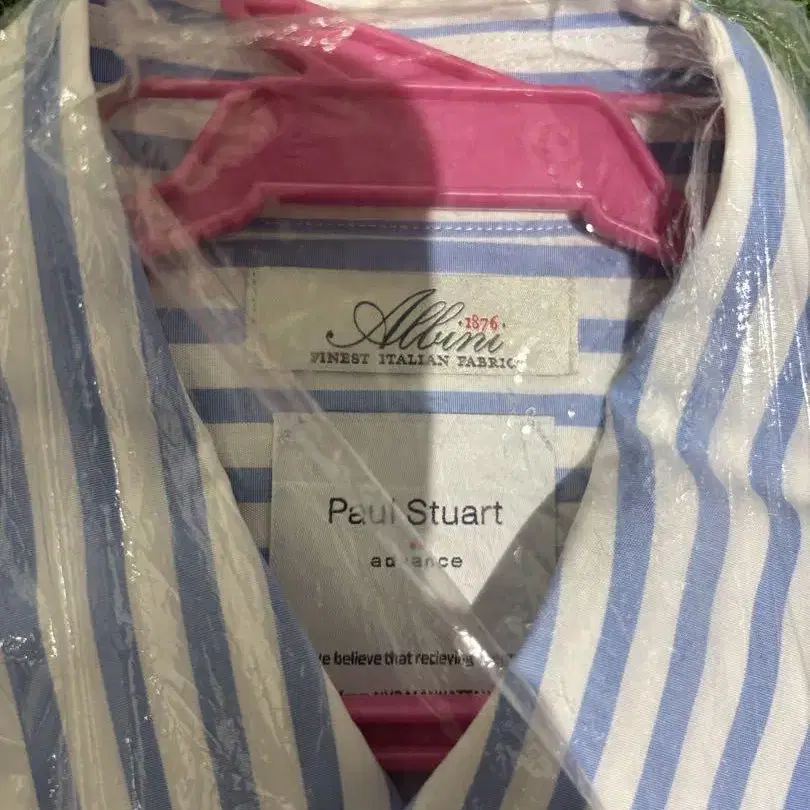 Albini
·1876·
FINEST ITALIAN FABRIC
Paul Stuart
advance
e believe that recieving